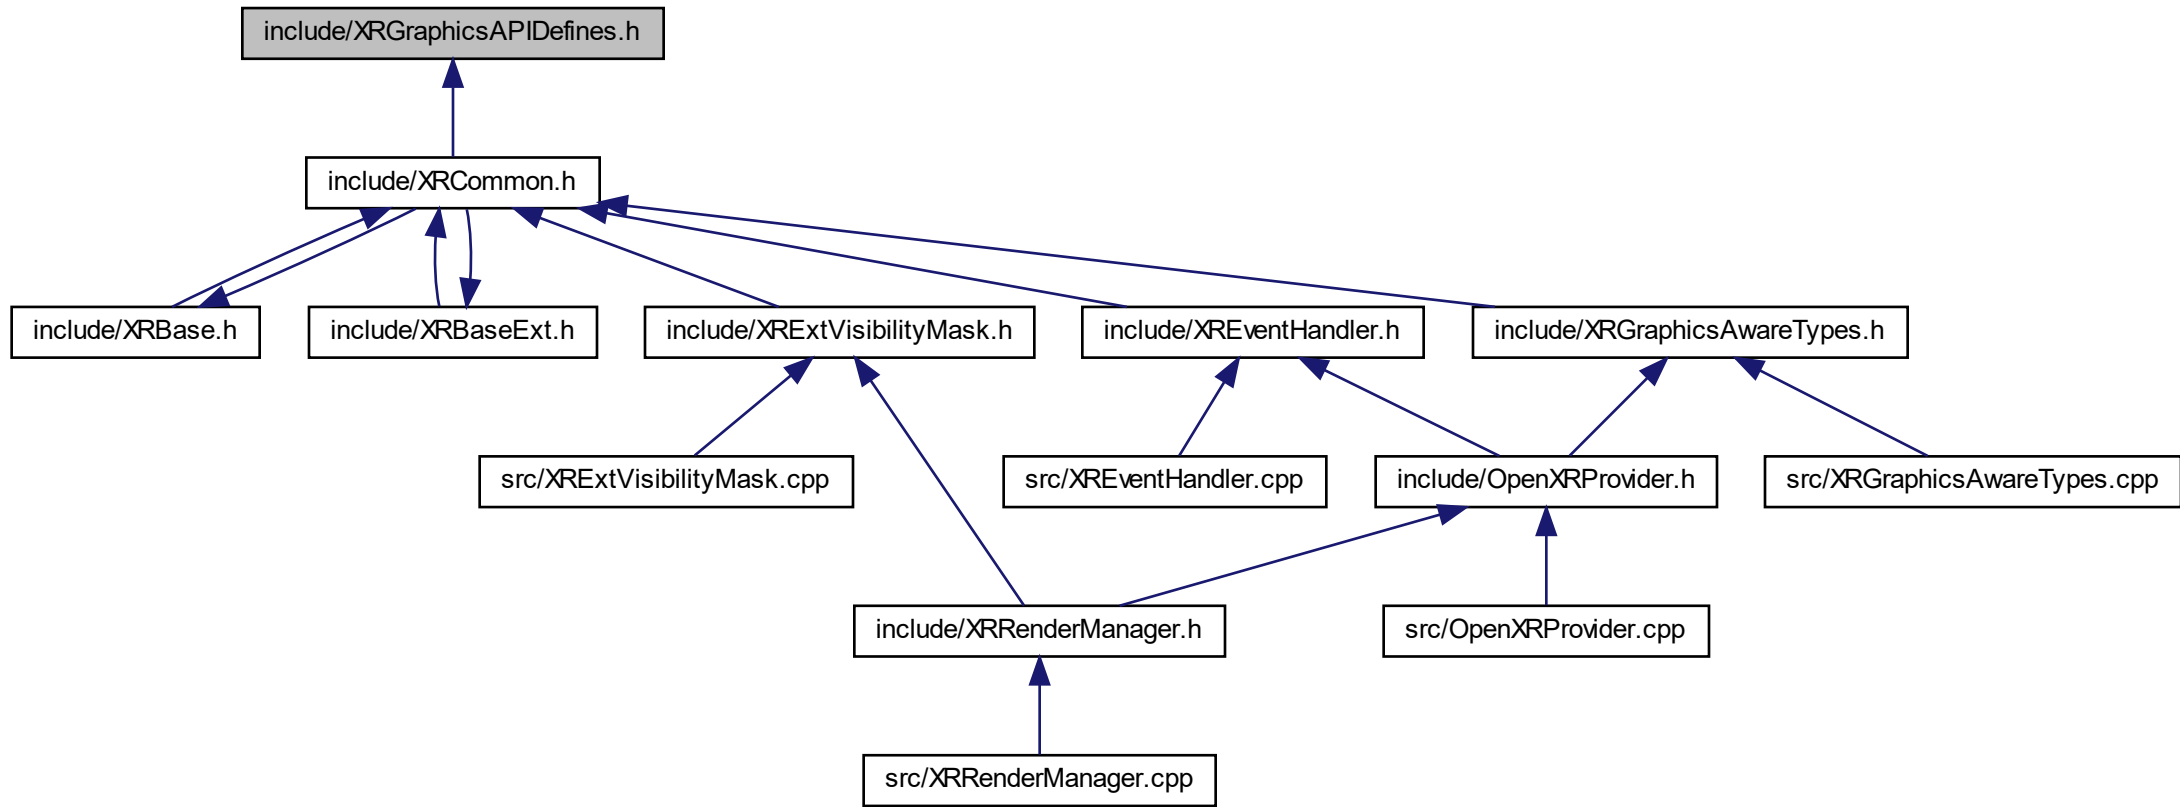 include/XRGraphicsAPIDefines.h
include/XRCommon.h
include/XRBase.h
include/XRBaseExt.h
include/XRExtVisibilityMask.h
include/XREventHandler.h
include/XRGraphicsAwareTypes.h
src/XRExtVisibilityMask.cpp
src/XREventHandler.cpp
include/OpenXRProvider.h
src/XRGraphicsAwareTypes.cpp
include/XRRenderManager.h
src/OpenXRProvider.cpp
src/XRRenderManager.cpp